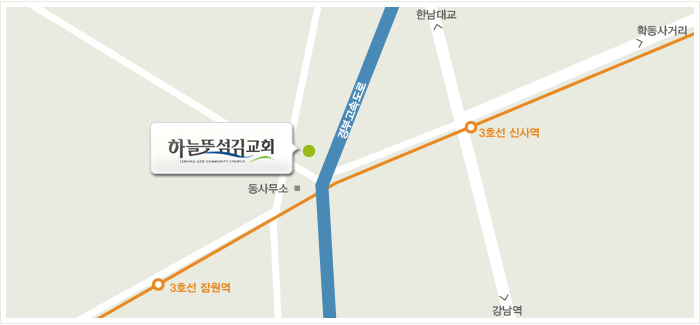 한남대교
학동사거리
경부고속도로
3호선 신사역
하늘뜻섬김교회
SERVING GOD COMMUNITY CHURCH
동사무소
3호선 잠원역
강남역